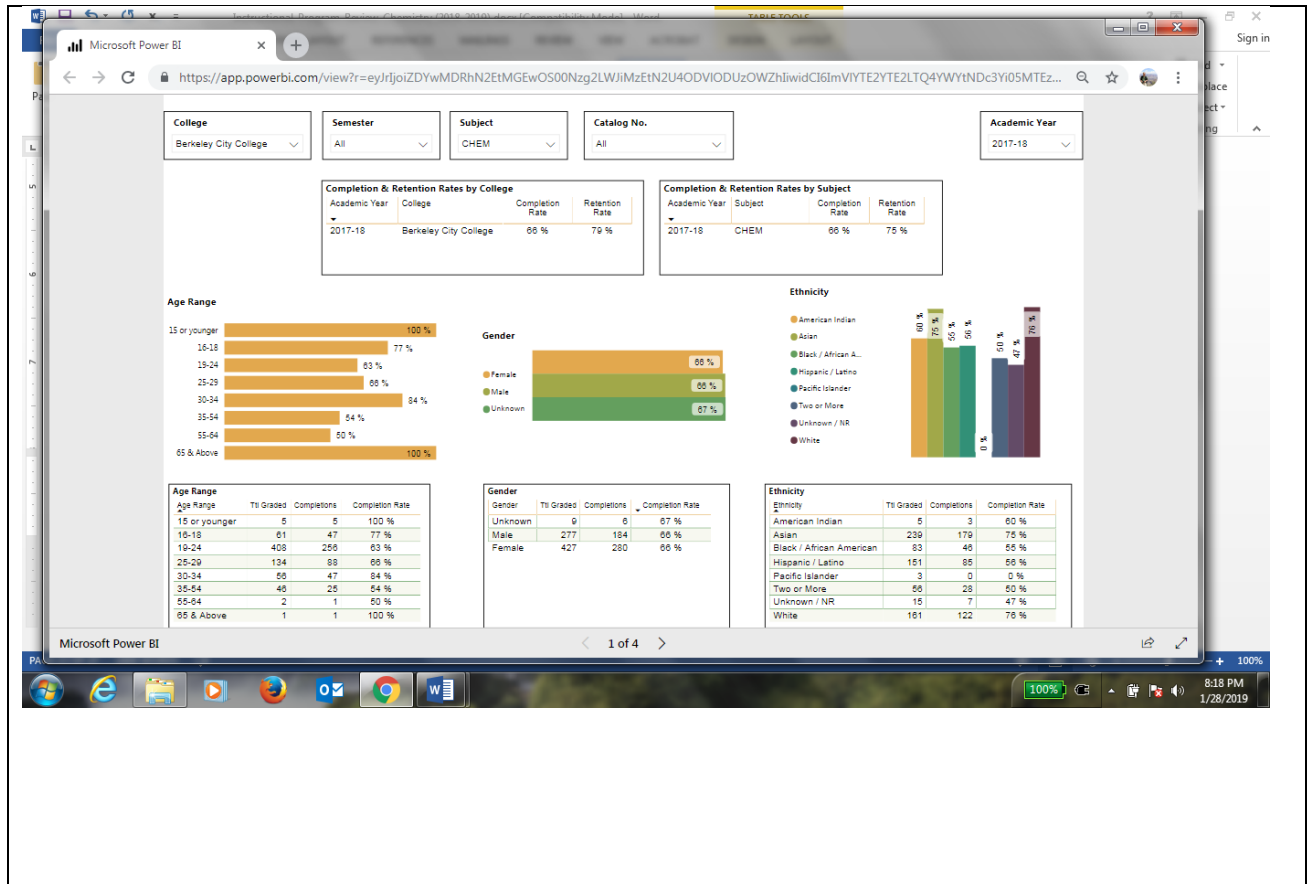 Instructional Program Review Chemistry (2018-2019).docx [Compatibility Mode] - Word
TABLE TOOLS
Sign in
Microsoft Power BI
https://app.powerbi.com/view?r=eyJrIjoiZDYwMDRhN2EtMGEwOS00Nzg2LWJiMzEtN2U4ODVlODUzOWZhIiwidCI6ImVlYTE2YTE2LTQ4YWYtNDc3Yi05MTEz...
College
Berkeley City College
Semester
All
Subject
CHEM
Catalog No.
All
Academic Year
2017-18
Completion & Retention Rates by College
Academic Year College Completion Rate Retention Rate
2017-18 Berkeley City College 66 % 79 %
Completion & Retention Rates by Subject
Academic Year Subject Completion Rate Retention Rate
2017-18 CHEM 66 % 75 %
Age Range
15 or younger 100 %
16-18 77 %
19-24 63 %
25-29 66 %
30-34 84 %
35-54 54 %
55-64 50 %
65 & Above 100 %
Gender
Female 66 %
Male 66 %
Unknown 67 %
Ethnicity
American Indian
Asian
Black / African A...
Hispanic / Latino
Pacific Islander
Two or More
Unknown / NR
White
60 %
75 %
55 %
56 %
0 %
50 %
47 %
76 %
Age Range
Age Range Ttl Graded Completions Completion Rate
15 or younger 5 5 100 %
16-18 61 47 77 %
19-24 408 256 63 %
25-29 134 88 66 %
30-34 56 47 84 %
35-54 46 25 54 %
55-64 2 1 50 %
65 & Above 1 1 100 %
Gender
Gender Ttl Graded Completions Completion Rate
Unknown 9 6 67 %
Male 277 184 66 %
Female 427 280 66 %
Ethnicity
Ethnicity Ttl Graded Completions Completion Rate
American Indian 5 3 60 %
Asian 239 179 75 %
Black / African American 83 46 55 %
Hispanic / Latino 151 85 56 %
Pacific Islander 3 0 0 %
Two or More 56 28 50 %
Unknown / NR 15 7 47 %
White 161 122 76 %
Microsoft Power BI
1 of 4
100%
100%
8:18 PM
1/28/2019